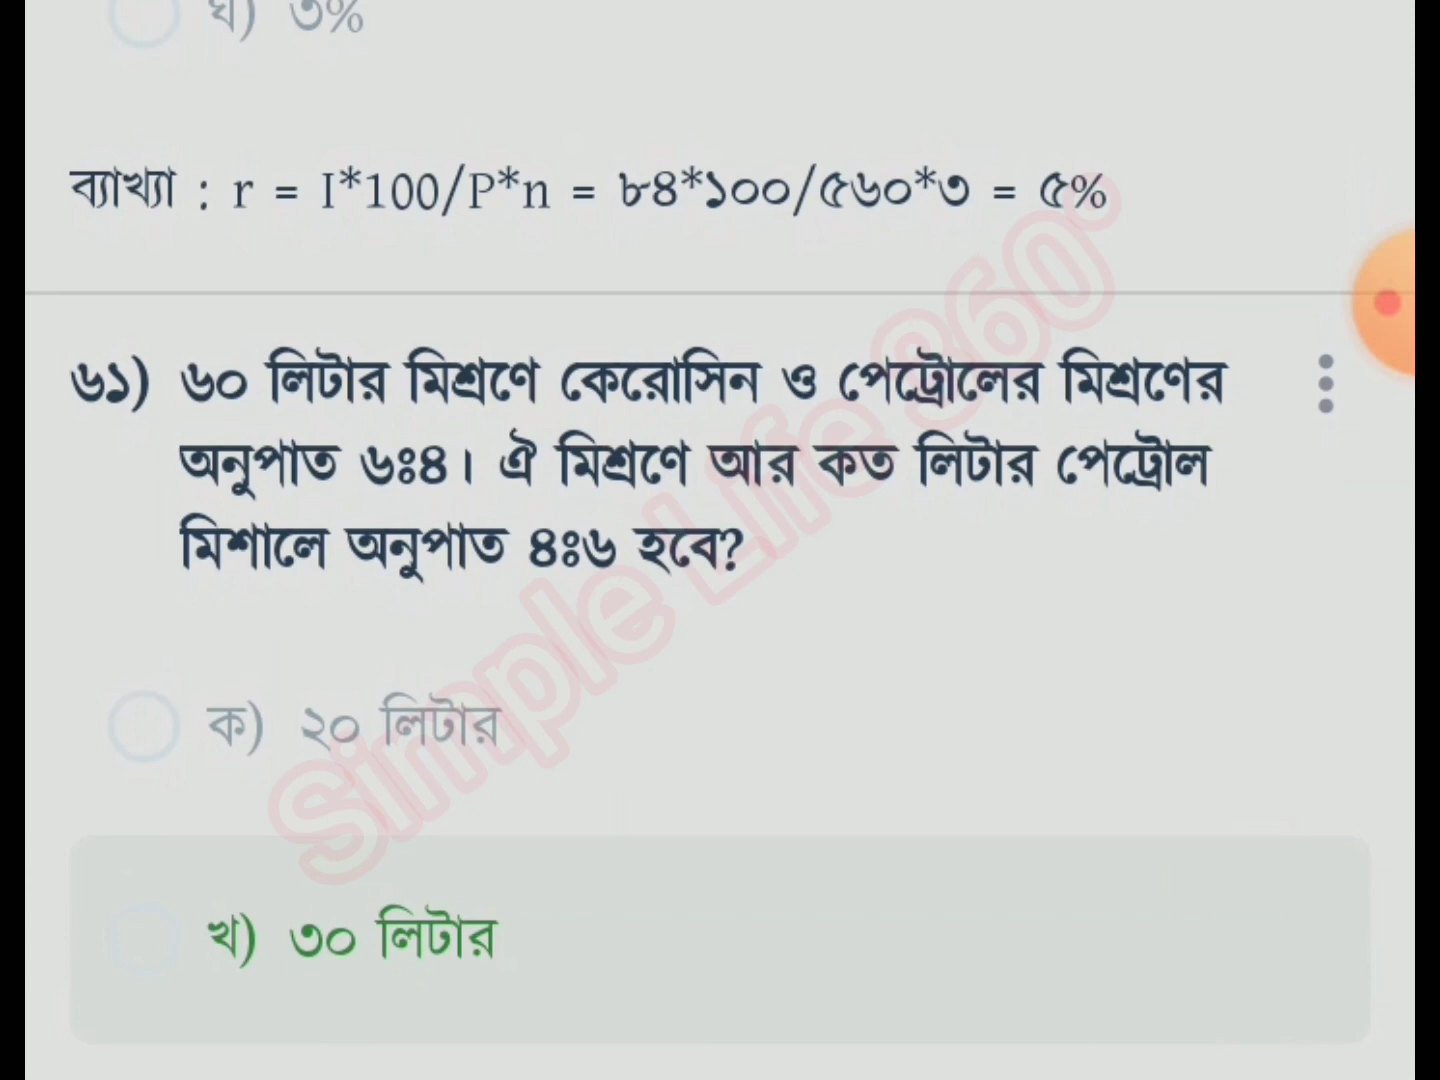 ঘ) ৩%
ব্যাখ্যা : r = I*100/P*n = ৮৪*১০০/৫৬০*৩ = ৫%
৬১) ৬০ লিটার মিশ্রণে কেরোসিন ও পেট্রোলের মিশ্রণের
অনুপাত ৬ঃ৪। ঐ মিশ্রণে আর কত লিটার পেট্রোল
মিশালে অনুপাত ৪ঃ৬ হবে?
ক) ২০ লিটার
খ) ৩০ লিটার
Simple Life 360°